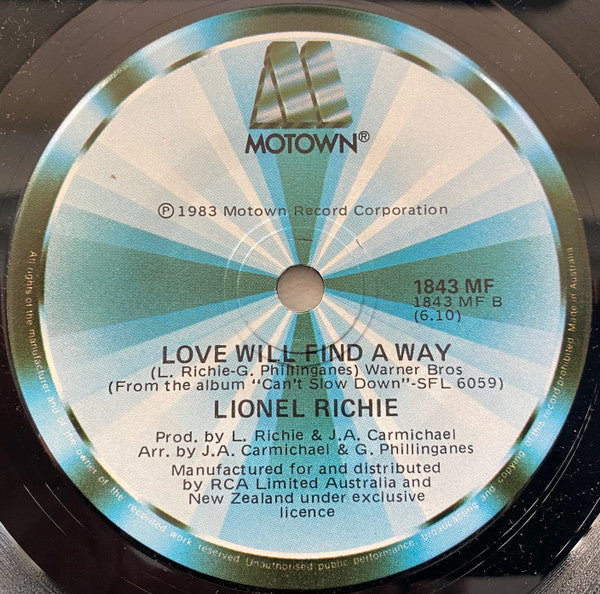 MOTOWN®
℗ 1983 Motown Record Corporation
1843 MF
1843 MF B
(6.10)
LOVE WILL FIND A WAY
(L. Richie-G. Phillinganes) Warner Bros
(From the album "Can't Slow Down"-SFL 6059)
LIONEL RICHIE
Prod. by L. Richie & J.A. Carmichael
Arr. by J.A. Carmichael & G. Phillinganes
Manufactured for and distributed
by RCA Limited Australia and
New Zealand under exclusive
licence
All rights of the manufacturer and of the owner of the recorded work reserved Unauthorised public performance, broadcasting and copying of this record prohibited. Made in Australia